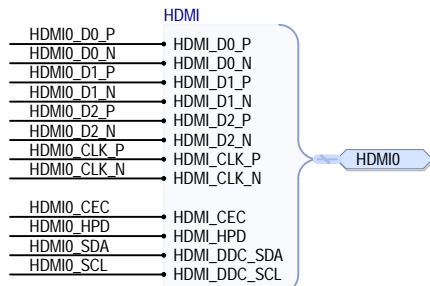 HDMI
HDMI0_D0_P HDMI_D0_P
HDMI0_D0_N HDMI_D0_N
HDMI0_D1_P HDMI_D1_P
HDMI0_D1_N HDMI_D1_N
HDMI0_D2_P HDMI_D2_P
HDMI0_D2_N HDMI_D2_N
HDMI0_CLK_P HDMI_CLK_P
HDMI0_CLK_N HDMI_CLK_N
HDMI0
HDMI0_CEC HDMI_CEC
HDMI0_HPD HDMI_HPD
HDMI0_SDA HDMI_DDC_SDA
HDMI0_SCL HDMI_DDC_SCL